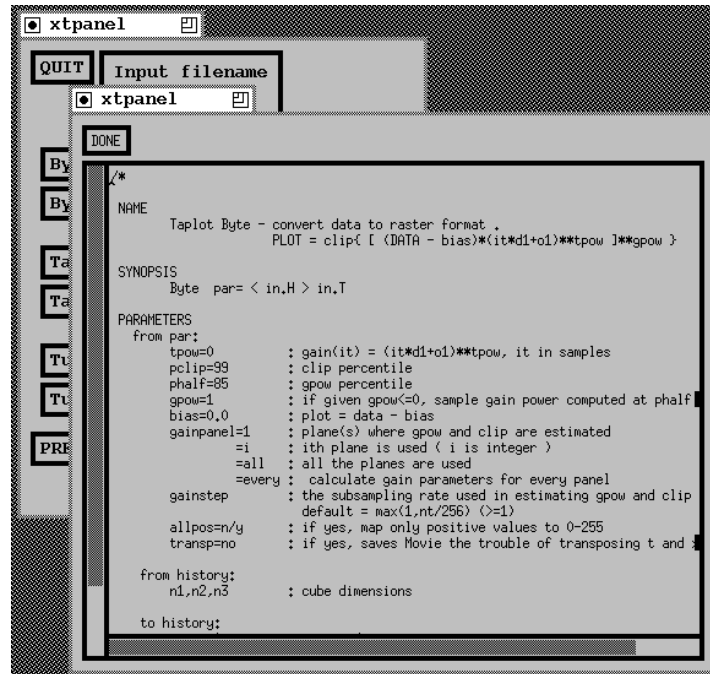 xtpanel
QUIT
Input filename
xtpanel
DONE
By
By
Ta
Ta
Tu
Tu
PRE
/*
NAME
Taplot Byte - convert data to raster format .
PLOT = clip{ [ (DATA - bias)*(it*d1+o1)**tpow ]**gpow }
SYNOPSIS
Byte par= < in.H > in.T
PARAMETERS
from par:
tpow=0 : gain(it) = (it*d1+o1)**tpow, it in samples
pclip=99 : clip percentile
phalf=85 : gpow percentile
gpow=1 : if given gpow<=0, sample gain power computed at phalf
bias=0.0 : plot = data - bias
gainpanel=1 : plane(s) where gpow and clip are estimated
=i : ith plane is used ( i is integer )
=all : all the planes are used
=every : calculate gain parameters for every panel
gainstep : the subsampling rate used in estimating gpow and clip
default = max(1,nt/256) (>=1)
allpos=n/y : if yes, map only positive values to 0-255
transp=no : if yes, saves Movie the trouble of transposing t and
from history:
n1,n2,n3 : cube dimensions
to history: